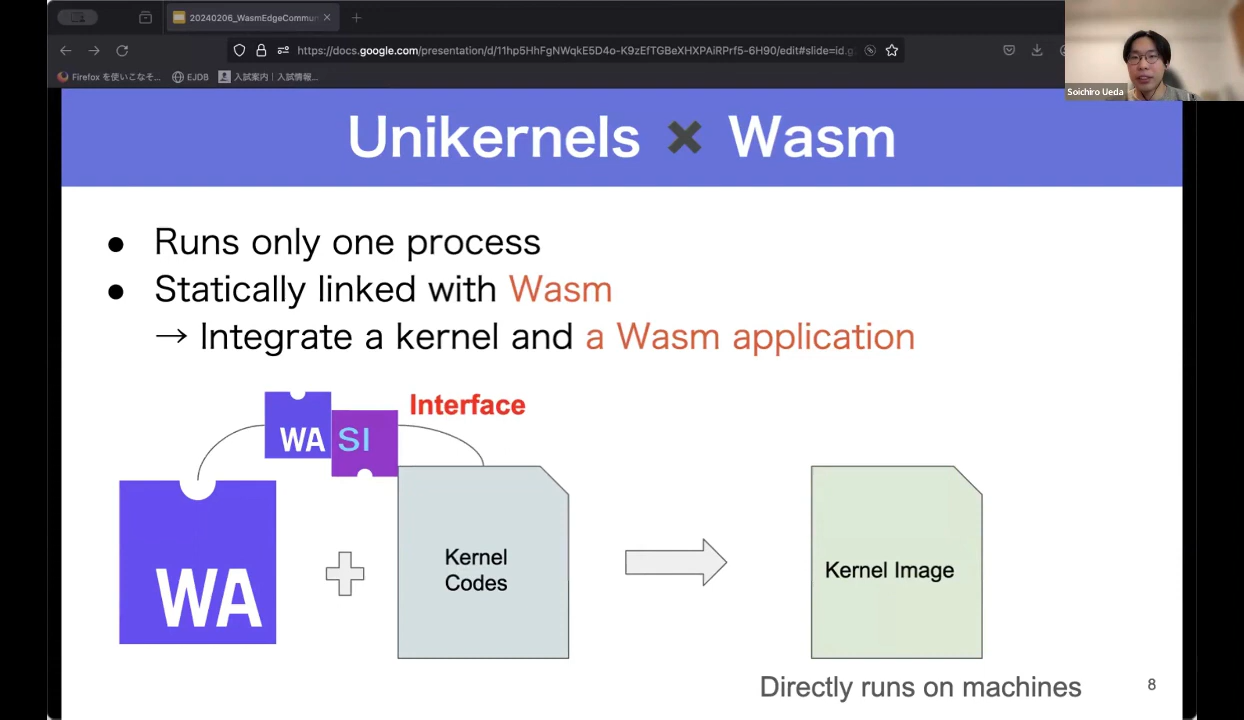 20240206_WasmEdgeCommun
https://docs.google.com/presentation/d/11hp5HhFgNWqkE5D4o-K9zEfTGBeXHXPAiRPrf5-6H90/edit#slide=id.g
Firefox を使いこなそ...
EJDB
入試案内｜入試情報...
Soichiro Ueda
Unikernels ✖ Wasm
● Runs only one process
● Statically linked with Wasm
→ Integrate a kernel and a Wasm application
Interface
WA SI
WA
Kernel
Codes
Kernel Image
Directly runs on machines
8